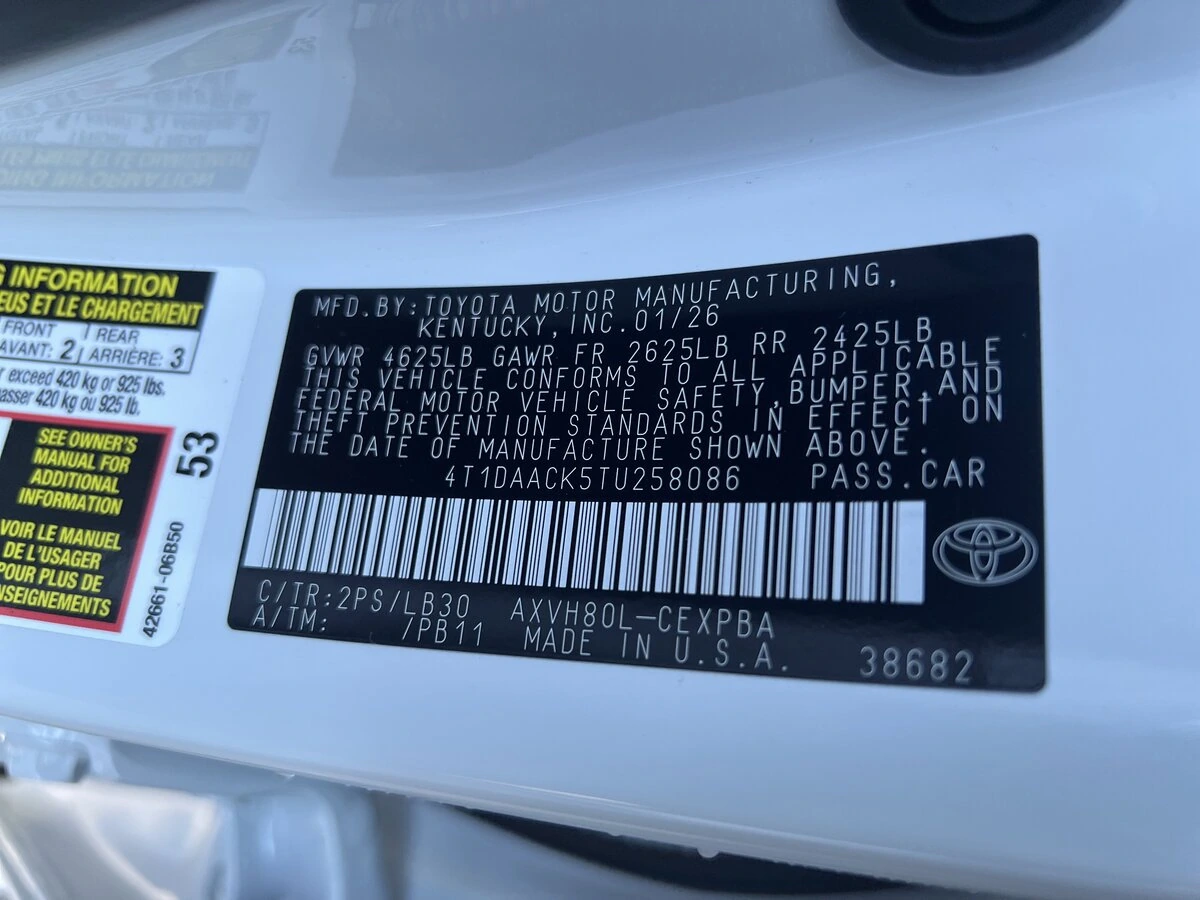 G INFORMATION
EUS ET LE CHARGEMENT
FRONT REAR
AVANT: 2 ARRIÈRE: 3
exceed 420 kg or 925 lbs.
asser 420 kg ou 925 lb.
SEE OWNER'S
MANUAL FOR
ADDITIONAL
INFORMATION
VOIR LE MANUEL
DE L'USAGER
POUR PLUS DE
NSEIGNEMENTS
53
42661-06B50
MFD.BY:TOYOTA MOTOR MANUFACTURING,
KENTUCKY,INC.01/26
GVWR 4625LB GAWR FR 2625LB RR 2425LB
THIS VEHICLE CONFORMS TO ALL APPLICABLE
FEDERAL MOTOR VEHICLE SAFETY,BUMPER,AND
THEFT PREVENTION STANDARDS IN EFFECT ON
THE DATE OF MANUFACTURE SHOWN ABOVE.
4T1DAACK5TU258086 PASS.CAR
C/TR:2PS/LB30 AXVH80L-CEXPBA
A/TM: /PB11 MADE IN U.S.A. 38682